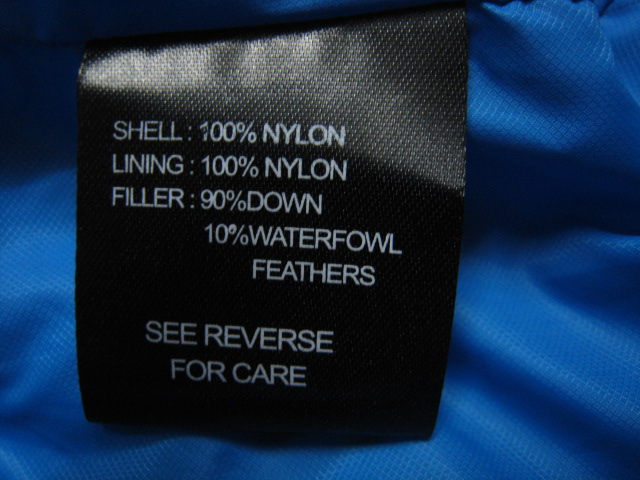 SHELL : 100% NYLON
LINING : 100% NYLON
FILLER : 90%DOWN
10%WATERFOWL
FEATHERS
SEE REVERSE
FOR CARE